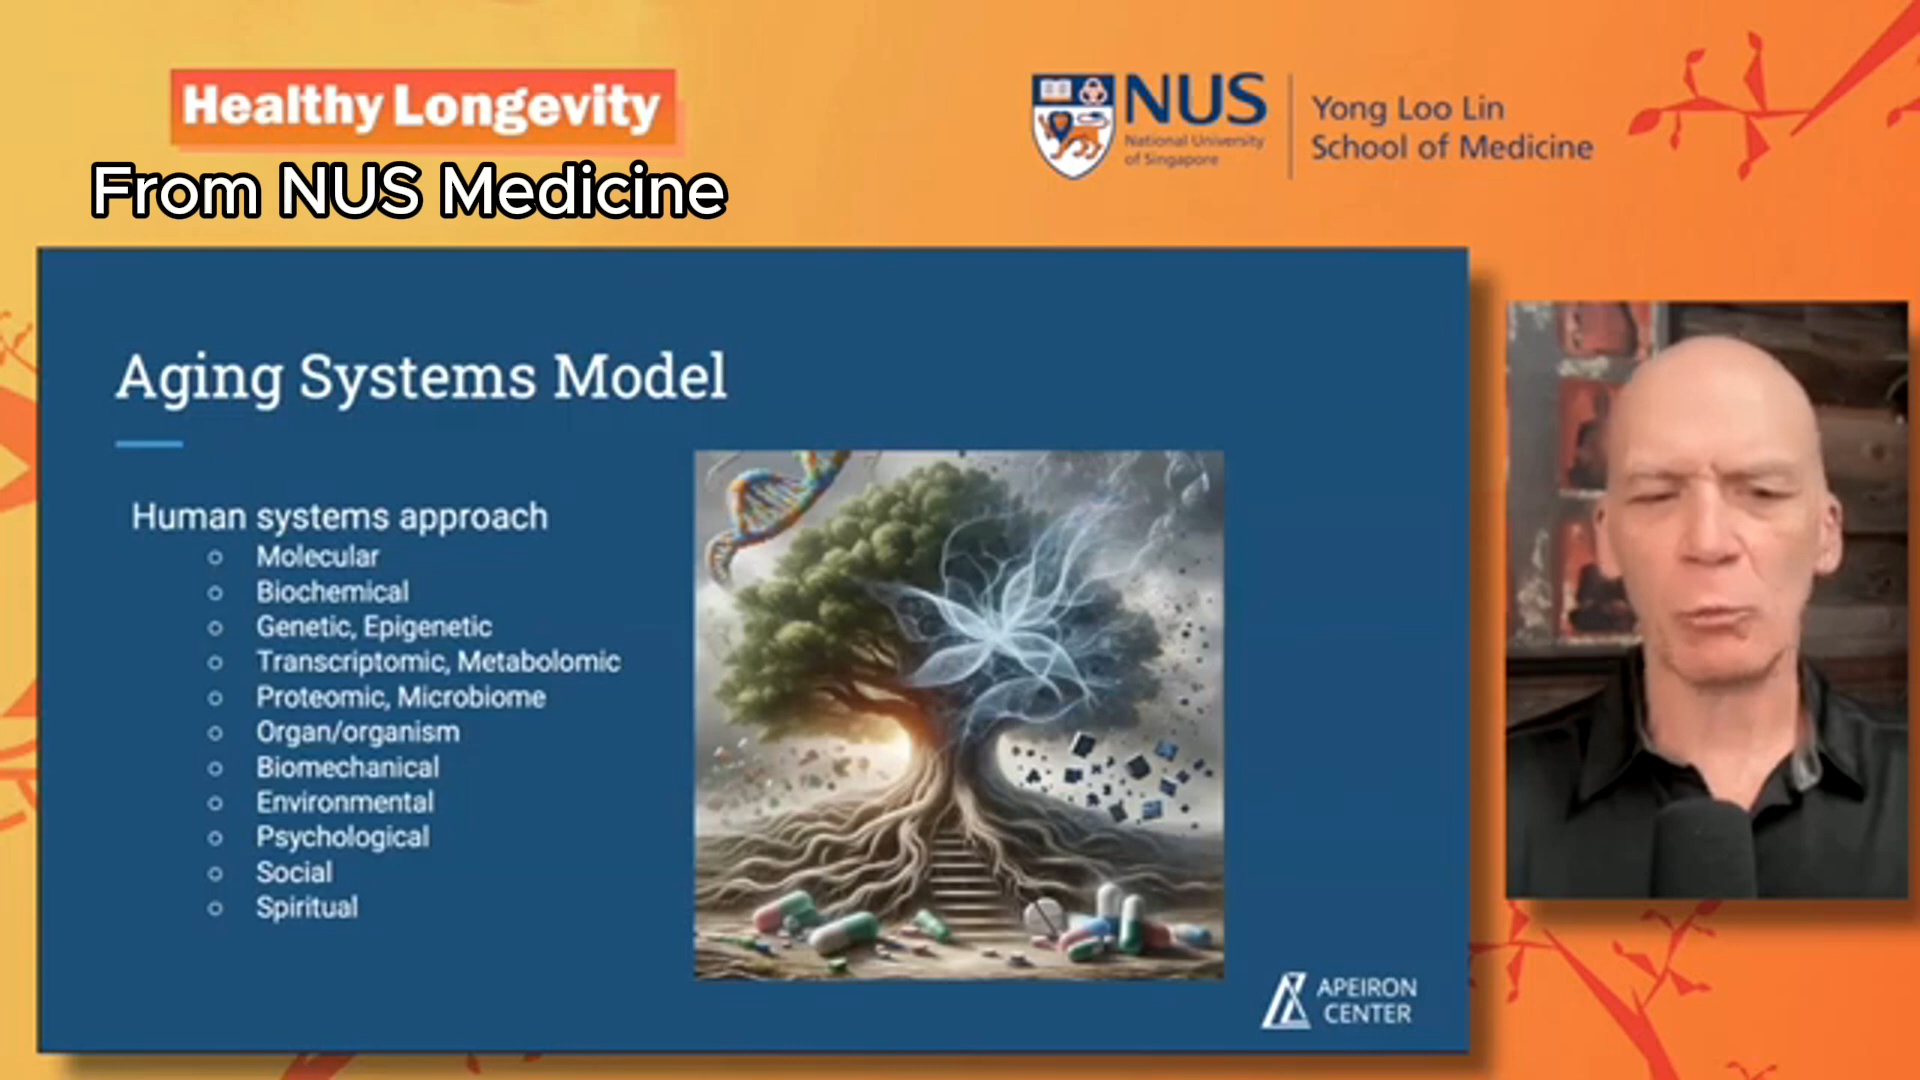 Healthy Longevity
From NUS Medicine
NUS
National University
of Singapore
Yong Loo Lin
School of Medicine
Aging Systems Model
Human systems approach
Molecular
Biochemical
Genetic, Epigenetic
Transcriptomic, Metabolomic
Proteomic, Microbiome
Organ/organism
Biomechanical
Environmental
Psychological
Social
Spiritual
APEIRON
CENTER